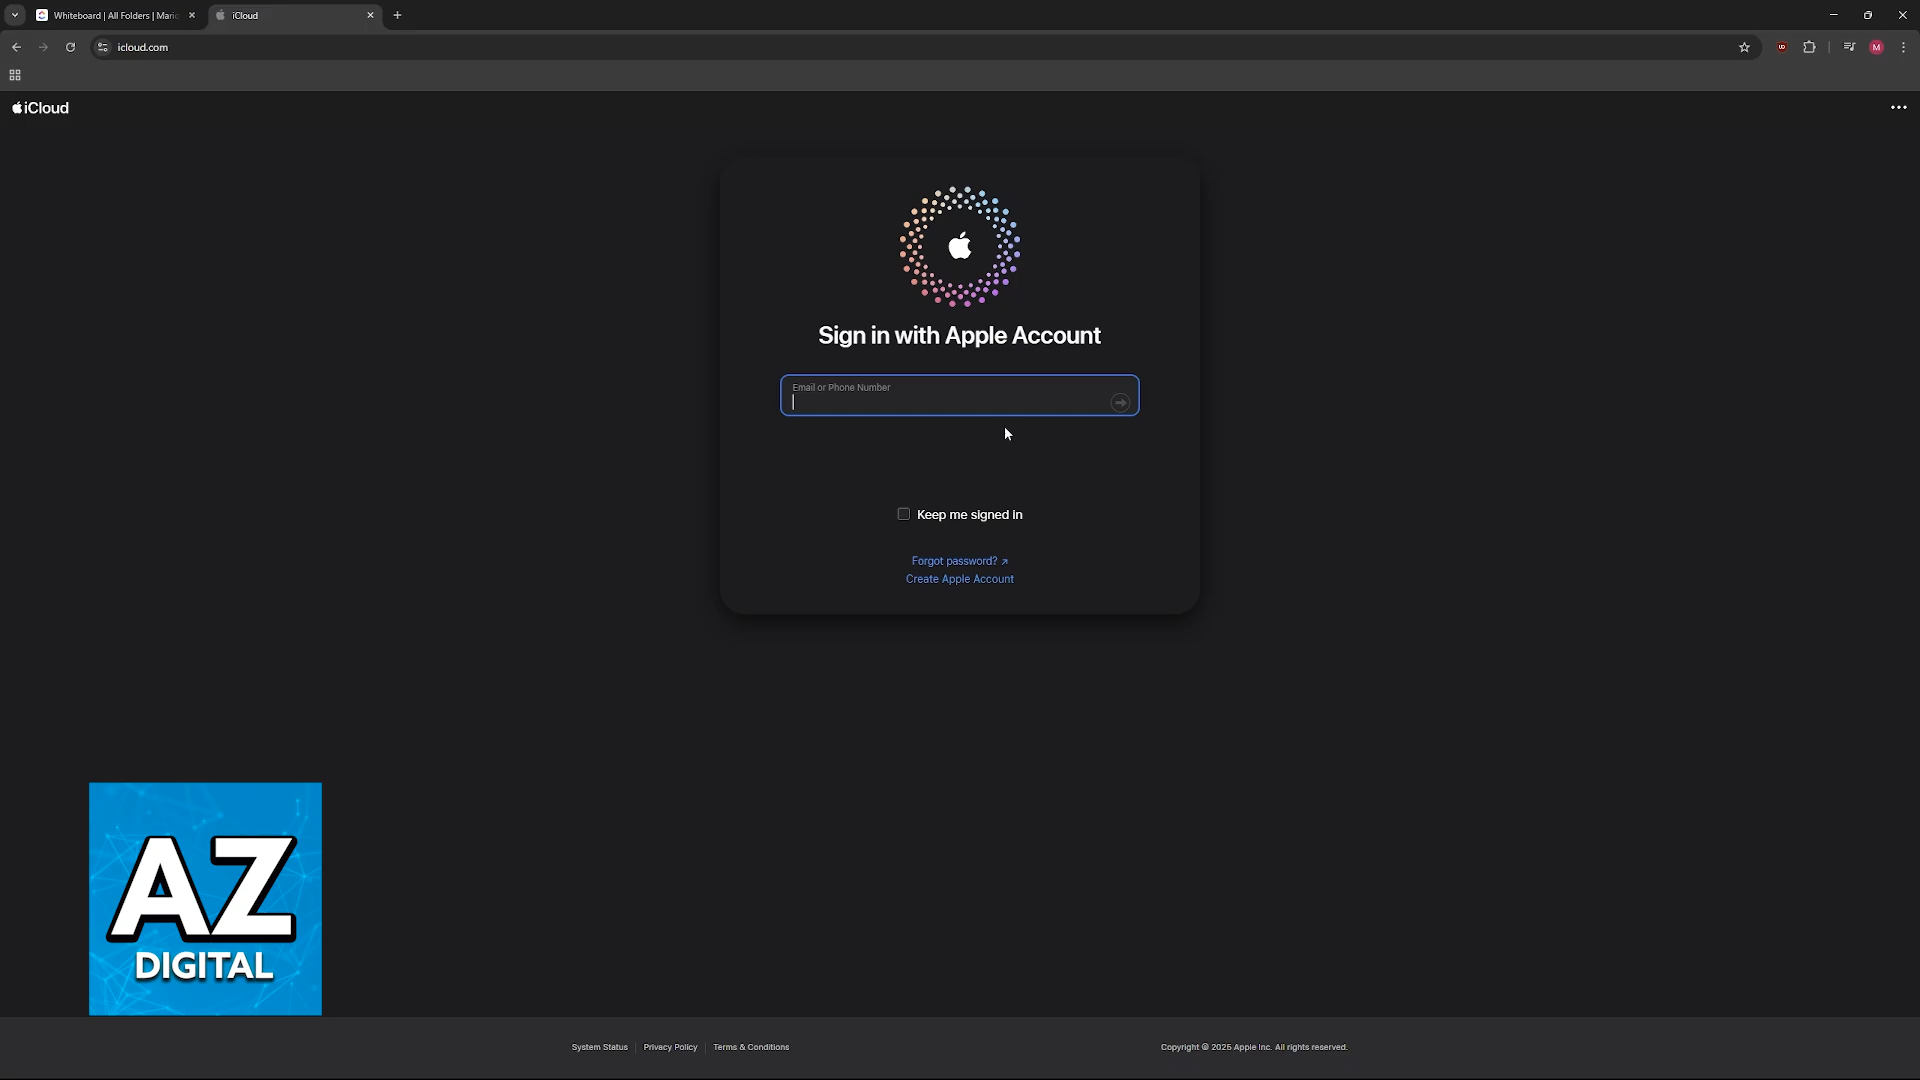 Whiteboard | All Folders | Mario
iCloud
icloud.com
M
iCloud
Sign in with Apple Account
Email or Phone Number
Keep me signed in
Forgot password? ↗
Create Apple Account
AZ
DIGITAL
System Status
Privacy Policy
Terms & Conditions
Copyright @ 2025 Apple Inc. All rights reserved.